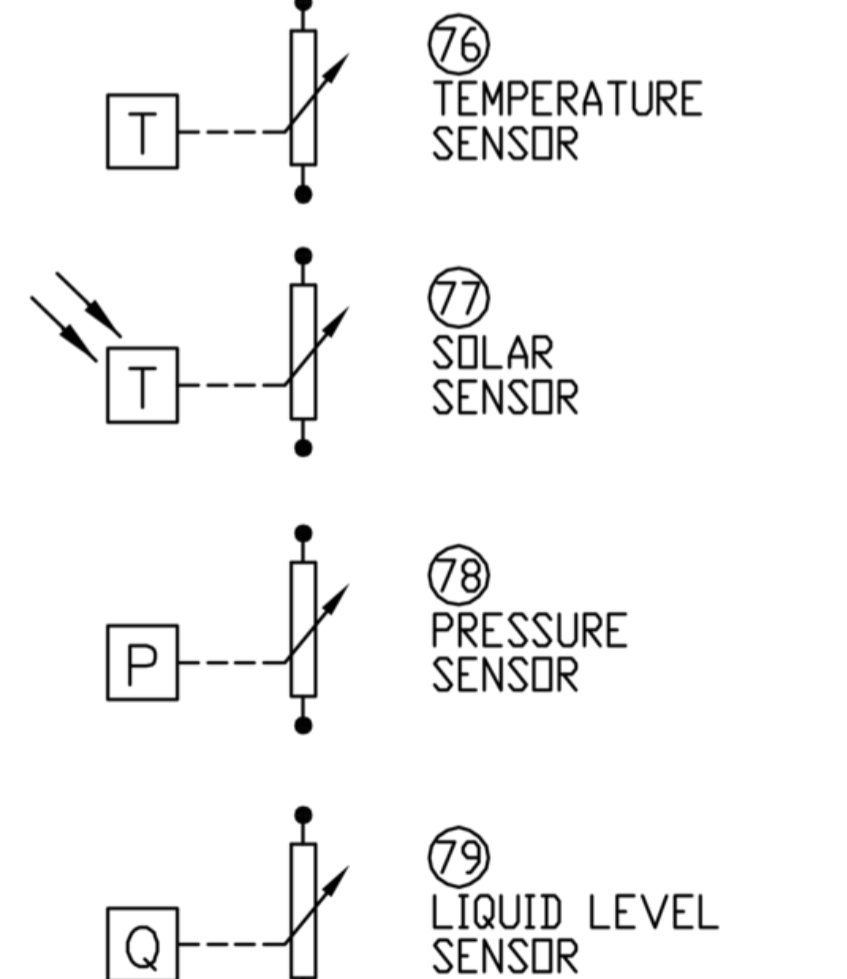 76
T
TEMPERATURE
SENSOR
77
T
SOLAR
SENSOR
78
P
PRESSURE
SENSOR
79
Q
LIQUID LEVEL
SENSOR